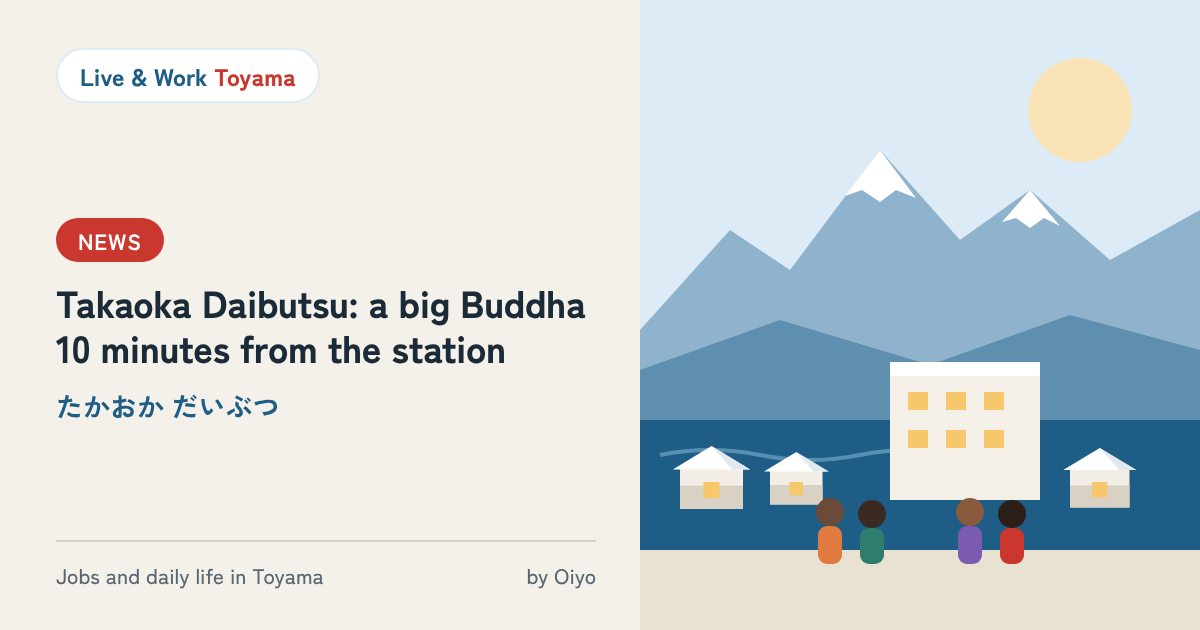 Live & Work Toyama
NEWS
Takaoka Daibutsu: a big Buddha
10 minutes from the station
たかおか だいぶつ
Jobs and daily life in Toyama
by Oiyo